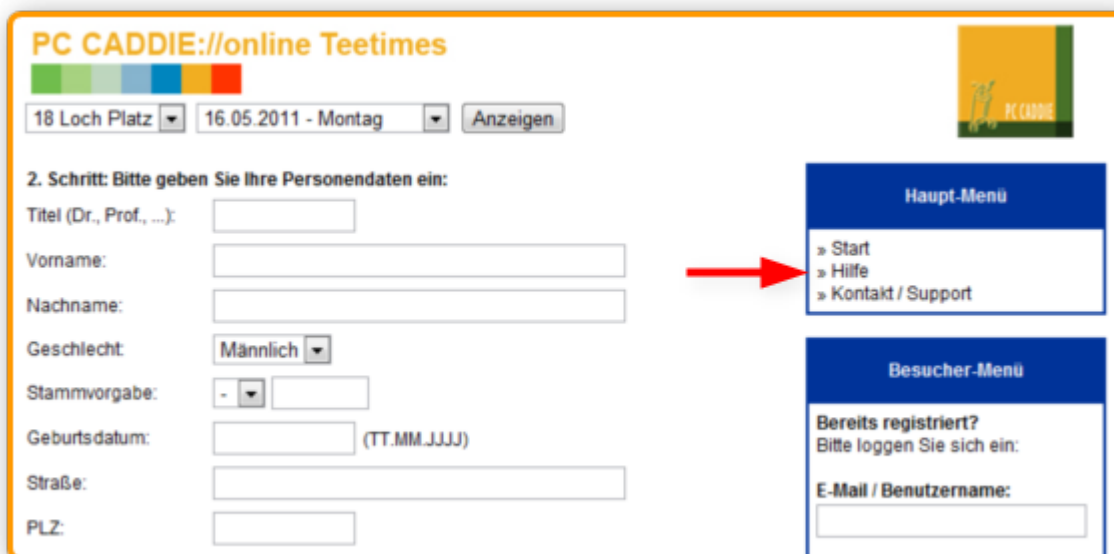 PC CADDIE://online Teetimes
18 Loch Platz 16.05.2011 - Montag Anzeigen
PC CADDIE
2. Schritt: Bitte geben Sie Ihre Personendaten ein:
Titel (Dr., Prof., ...):
Vorname:
Nachname:
Geschlecht: Männlich
Stammvorgabe: -
Geburtsdatum: (TT.MM.JJJJ)
Straße:
PLZ:
Haupt-Menü
» Start
» Hilfe
» Kontakt / Support
Besucher-Menü
Bereits registriert?
Bitte loggen Sie sich ein:
E-Mail / Benutzername: